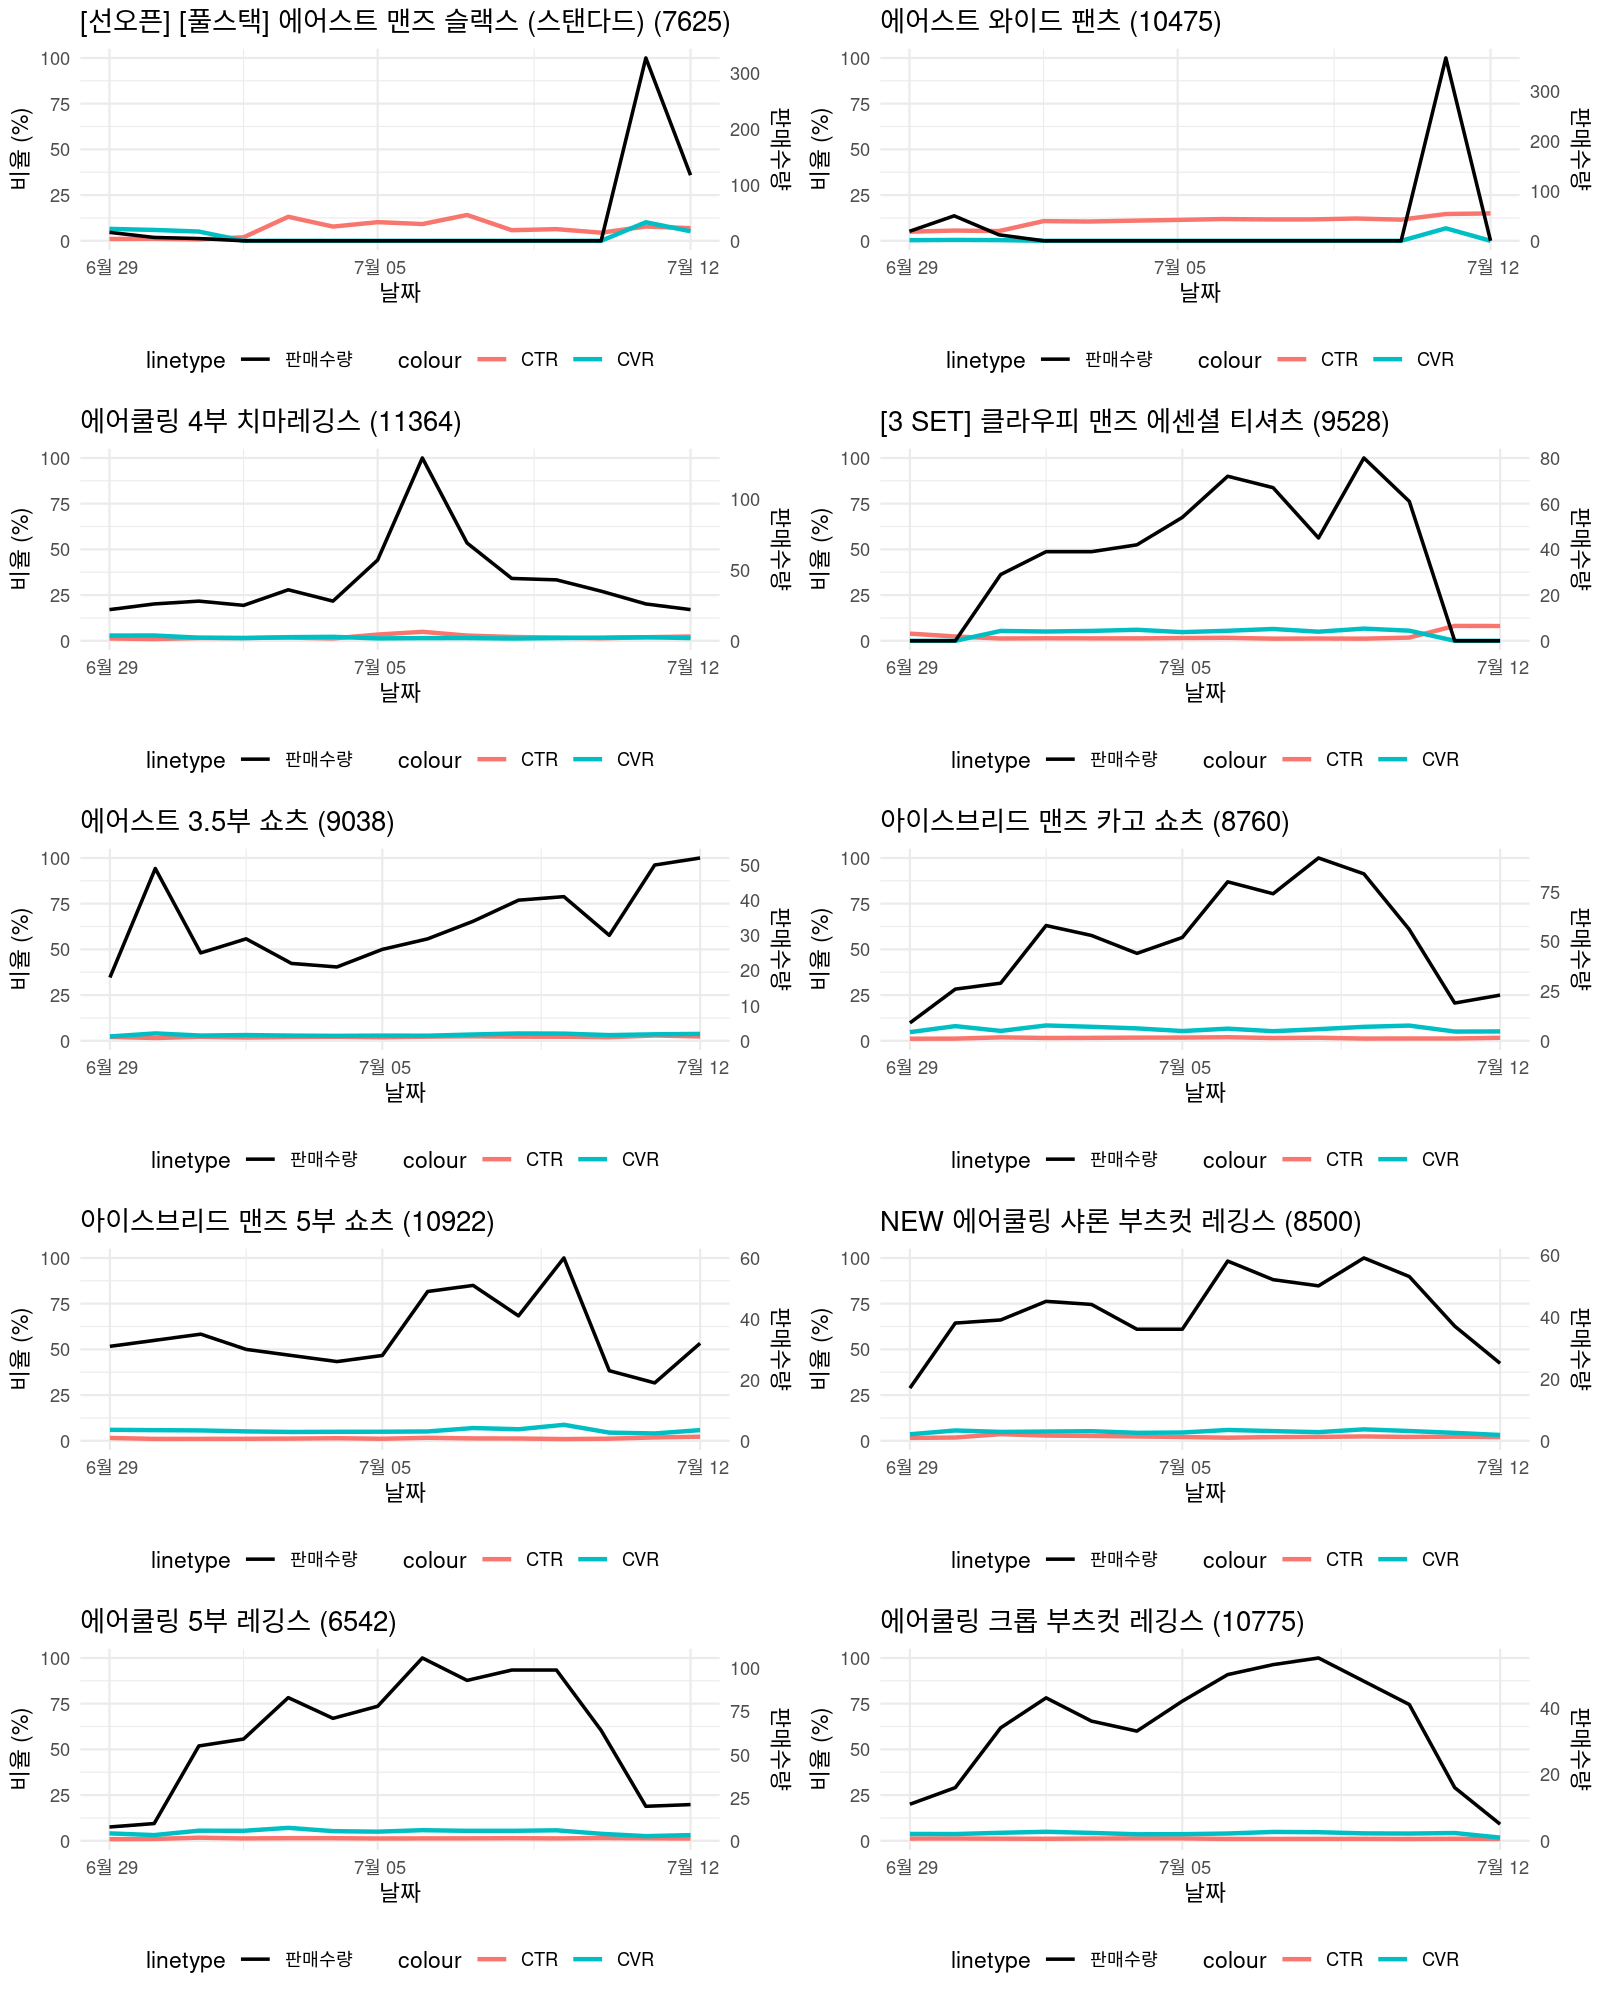 [선오픈] [풀스택] 에어스트 맨즈 슬랙스 (스탠다드) (7625)
비율 (%)
100
75
50
25
0
300
200
100
0
판매수량
6월 29
7월 05
7월 12
날짜
linetype 판매수량 colour CTR CVR
에어스트 와이드 팬츠 (10475)
비율 (%)
100
75
50
25
0
300
200
100
0
판매수량
6월 29
7월 05
7월 12
날짜
linetype 판매수량 colour CTR CVR
에어쿨링 4부 치마레깅스 (11364)
비율 (%)
100
75
50
25
0
100
50
0
판매수량
6월 29
7월 05
7월 12
날짜
linetype 판매수량 colour CTR CVR
[3 SET] 클라우피 맨즈 에센셜 티셔츠 (9528)
비율 (%)
100
75
50
25
0
80
60
40
20
0
판매수량
6월 29
7월 05
7월 12
날짜
linetype 판매수량 colour CTR CVR
에어스트 3.5부 쇼츠 (9038)
비율 (%)
100
75
50
25
0
50
40
30
20
10
0
판매수량
6월 29
7월 05
7월 12
날짜
linetype 판매수량 colour CTR CVR
아이스브리드 맨즈 카고 쇼츠 (8760)
비율 (%)
100
75
50
25
0
75
50
25
0
판매수량
6월 29
7월 05
7월 12
날짜
linetype 판매수량 colour CTR CVR
아이스브리드 맨즈 5부 쇼츠 (10922)
비율 (%)
100
75
50
25
0
60
40
20
0
판매수량
6월 29
7월 05
7월 12
날짜
linetype 판매수량 colour CTR CVR
NEW 에어쿨링 샤론 부츠컷 레깅스 (8500)
비율 (%)
100
75
50
25
0
60
40
20
0
판매수량
6월 29
7월 05
7월 12
날짜
linetype 판매수량 colour CTR CVR
에어쿨링 5부 레깅스 (6542)
비율 (%)
100
75
50
25
0
100
75
50
25
0
판매수량
6월 29
7월 05
7월 12
날짜
linetype 판매수량 colour CTR CVR
에어쿨링 크롭 부츠컷 레깅스 (10775)
비율 (%)
100
75
50
25
0
40
20
0
판매수량
6월 29
7월 05
7월 12
날짜
linetype 판매수량 colour CTR CVR